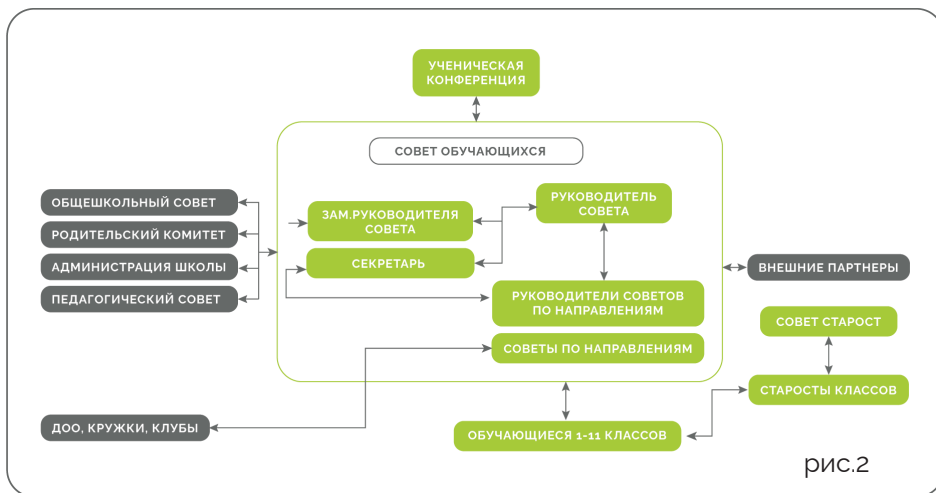 УЧЕНИЧЕСКАЯ
КОНФЕРЕНЦИЯ
СОВЕТ ОБУЧАЮЩИХСЯ
ОБЩЕШКОЛЬНЫЙ СОВЕТ
РОДИТЕЛЬСКИЙ КОМИТЕТ
АДМИНИСТРАЦИЯ ШКОЛЫ
ПЕДАГОГИЧЕСКИЙ СОВЕТ
ЗАМ.РУКОВОДИТЕЛЯ
СОВЕТА
СЕКРЕТАРЬ
РУКОВОДИТЕЛЬ
СОВЕТА
РУКОВОДИТЕЛИ СОВЕТОВ
ПО НАПРАВЛЕНИЯМ
СОВЕТЫ ПО НАПРАВЛЕНИЯМ
ВНЕШНИЕ ПАРТНЕРЫ
СОВЕТ СТАРОСТ
СТАРОСТЫ КЛАССОВ
ДОО, КРУЖКИ, КЛУБЫ
ОБУЧАЮЩИЕСЯ 1-11 КЛАССОВ
рис.2